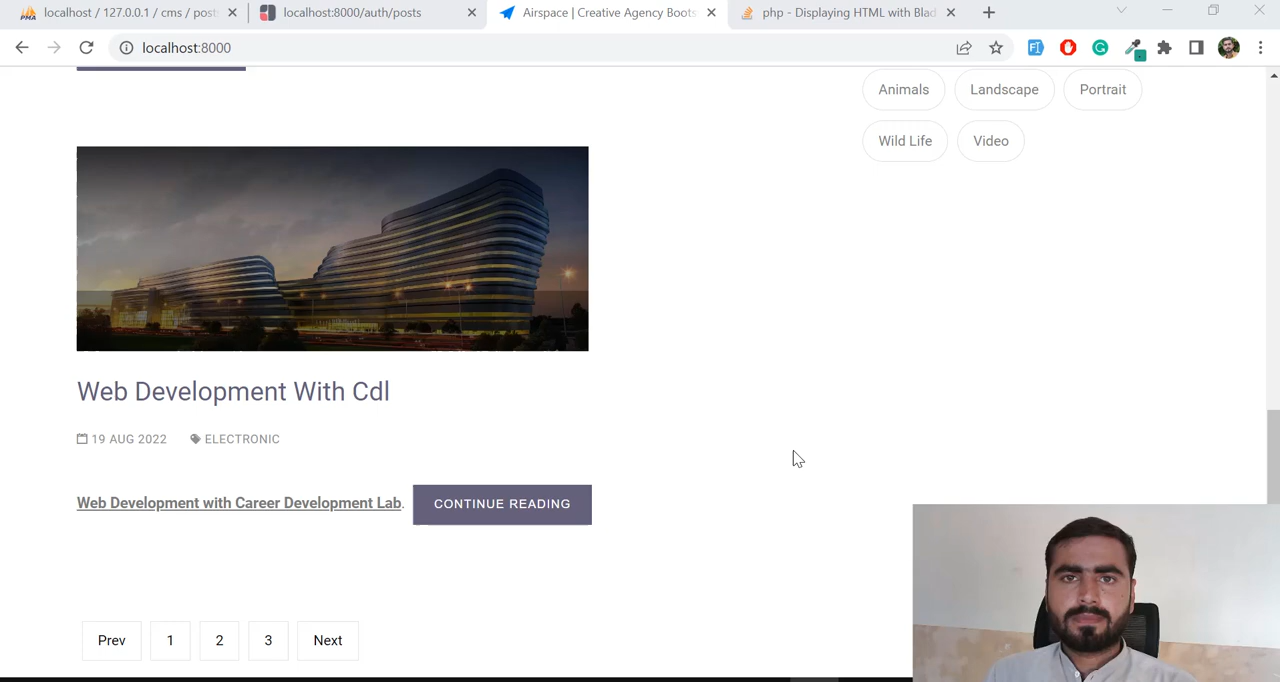 localhost / 127.0.0.1 / cms / post
localhost:8000/auth/posts
Airspace | Creative Agency Boots
php - Displaying HTML with Blad
localhost:8000
Animals
Landscape
Portrait
Wild Life
Video
Web Development With Cdl
19 AUG 2022
ELECTRONIC
Web Development with Career Development Lab.
CONTINUE READING
Prev
1
2
3
Next